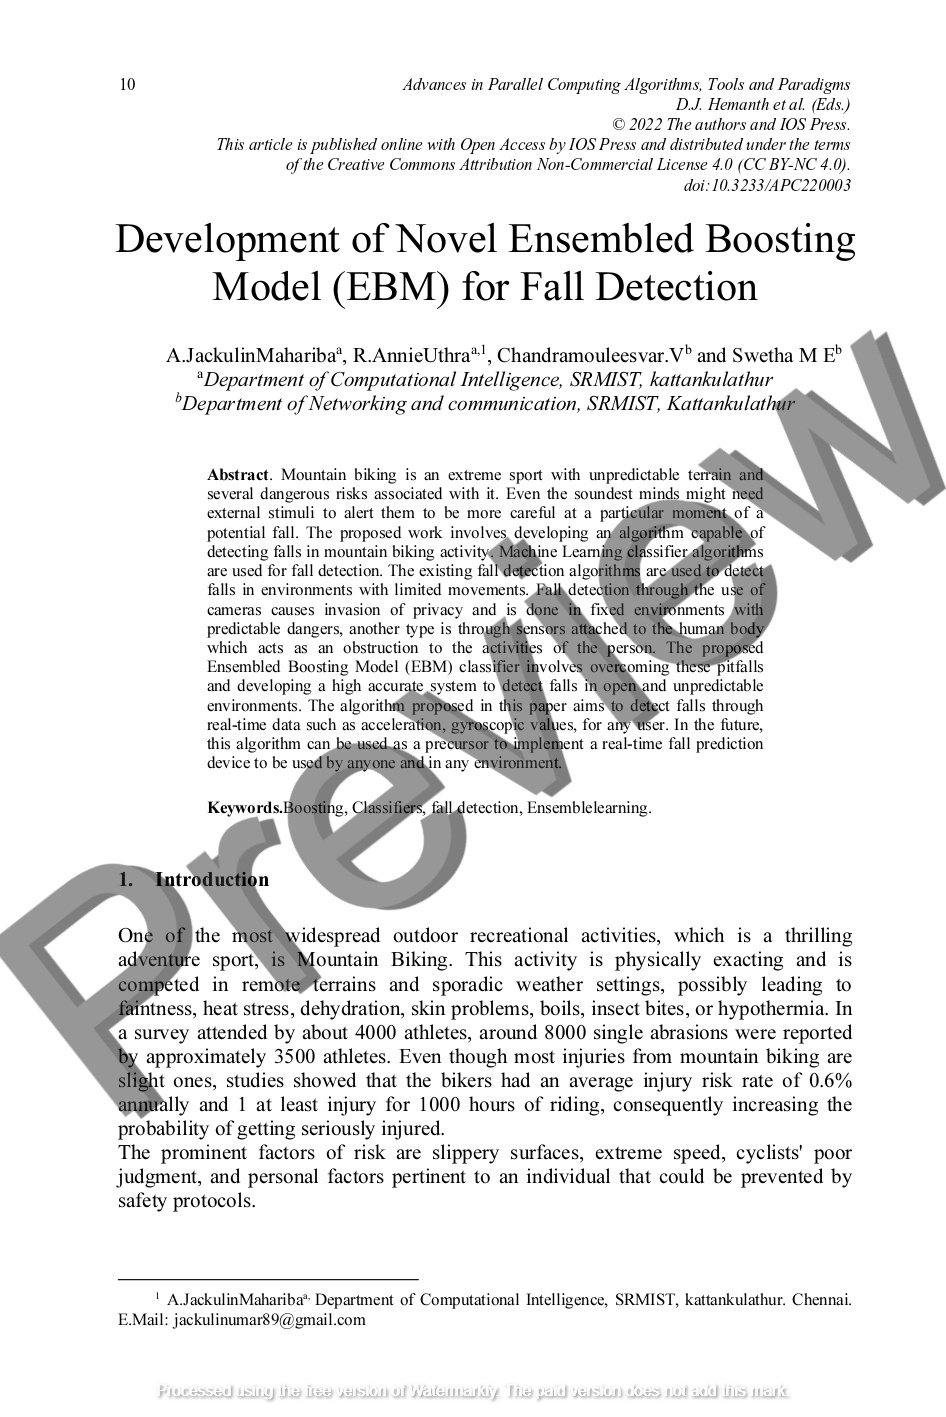 10
Advances in Parallel Computing Algorithms, Tools and Paradigms
D.J. Hemanth et al. (Eds.)
© 2022 The authors and IOS Press.
This article is published online with Open Access by IOS Press and distributed under the terms
of the Creative Commons Attribution Non-Commercial License 4.0 (CC BY-NC 4.0).
doi:10.3233/APC220003
Development of Novel Ensembled Boosting
Model (EBM) for Fall Detection
A.JackulinMahariba^a, R.AnnieUthra^a,1, Chandramouleesvar.V^b and Swetha M E^b
^aDepartment of Computational Intelligence, SRMIST, kattankulathur
^bDepartment of Networking and communication, SRMIST, Kattankulathur
Abstract. Mountain biking is an extreme sport with unpredictable terrain and
several dangerous risks associated with it. Even the soundest minds might need
external stimuli to alert them to be more careful at a particular moment of a
potential fall. The proposed work involves developing an algorithm capable of
detecting falls in mountain biking activity. Machine Learning classifier algorithms
are used for fall detection. The existing fall detection algorithms are used to detect
falls in environments with limited movements. Fall detection through the use of
cameras causes invasion of privacy and is done in fixed environments with
predictable dangers, another type is through sensors attached to the human body
which acts as an obstruction to the activities of the person. The proposed
Ensembled Boosting Model (EBM) classifier involves overcoming these pitfalls
and developing a high accurate system to detect falls in open and unpredictable
environments. The algorithm proposed in this paper aims to detect falls through
real-time data such as acceleration, gyroscopic values, for any user. In the future,
this algorithm can be used as a precursor to implement a real-time fall prediction
device to be used by anyone and in any environment.
Keywords.Boosting, Classifiers, fall detection, Ensemblelearning.
1. Introduction
One of the most widespread outdoor recreational activities, which is a thrilling
adventure sport, is Mountain Biking. This activity is physically exacting and is
competed in remote terrains and sporadic weather settings, possibly leading to
faintness, heat stress, dehydration, skin problems, boils, insect bites, or hypothermia. In
a survey attended by about 4000 athletes, around 8000 single abrasions were reported
by approximately 3500 athletes. Even though most injuries from mountain biking are
slight ones, studies showed that the bikers had an average injury risk rate of 0.6%
annually and 1 at least injury for 1000 hours of riding, consequently increasing the
probability of getting seriously injured.
The prominent factors of risk are slippery surfaces, extreme speed, cyclists' poor
judgment, and personal factors pertinent to an individual that could be prevented by
safety protocols.
^1 A.JackulinMahariba^a, Department of Computational Intelligence, SRMIST, kattankulathur. Chennai.
E.Mail: jackulinumar89@gmail.com
Preview
Processed using the free version of Watermarkly. The paid version does not add this mark.